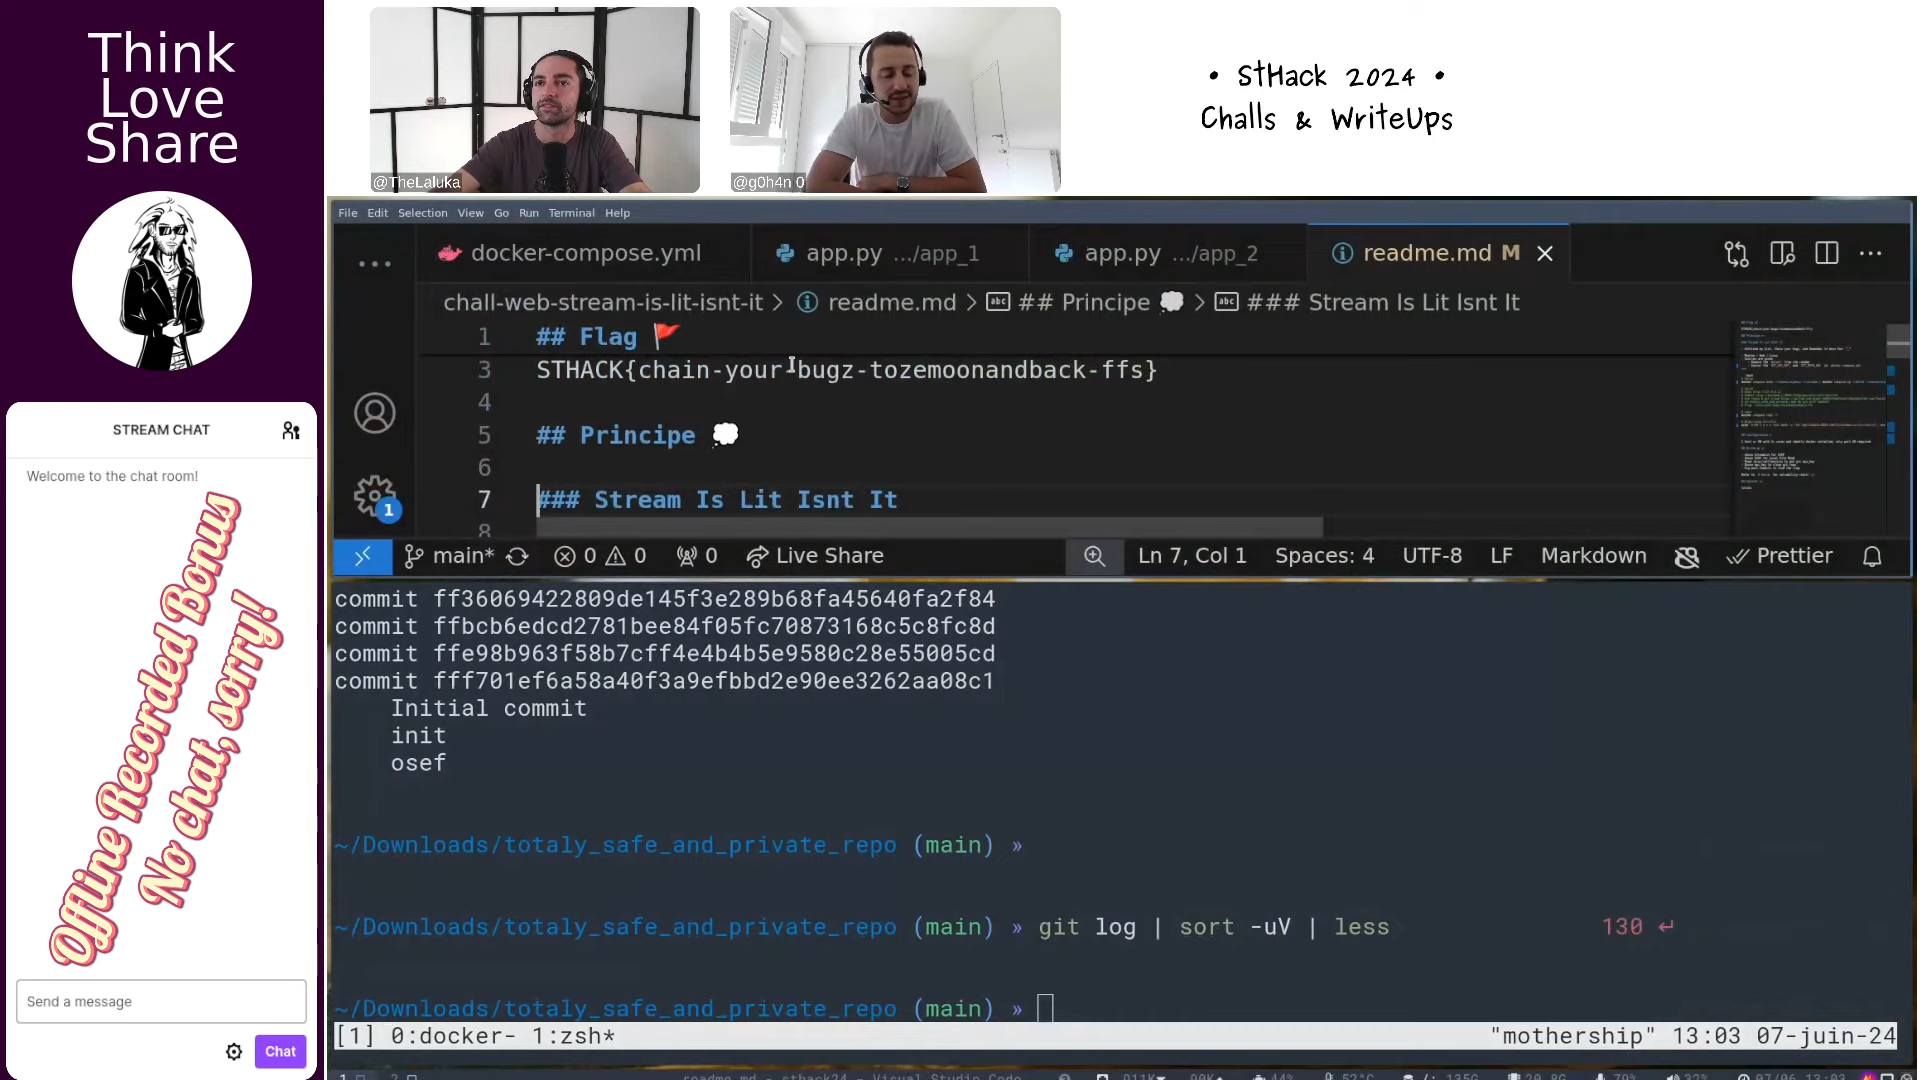 Think
Love
Share
@TheLaluka
@g0h4n 0
• StHack 2024 •
Challs & WriteUps
STREAM CHAT
Welcome to the chat room!
Offline Recorded Bonus
No chat, sorry!
Send a message
Chat
File Edit Selection View Go Run Terminal Help
docker-compose.yml app.py .../app_1 app.py .../app_2 readme.md M
chall-web-stream-is-lit-isnt-it > readme.md > ## Principe 💭 > ### Stream Is Lit Isnt It
1 ## Flag 🚩
3 STHACK{chain-your-bugz-tozemoonandback-ffs}
4
5 ## Principe 💭
6
7 ### Stream Is Lit Isnt It
8
1
main* 0 0 0 Live Share Ln 7, Col 1 Spaces: 4 UTF-8 LF Markdown Prettier
commit ff36069422809de145f3e289b68fa45640fa2f84
commit ffbcb6edcd2781bee84f05fc70873168c5c8fc8d
commit ffe98b963f58b7cff4e4b4b5e9580c28e55005cd
commit fff701ef6a58a40f3a9efbbd2e90ee3262aa08c1
Initial commit
init
osef
~/Downloads/totaly_safe_and_private_repo (main) »
~/Downloads/totaly_safe_and_private_repo (main) » git log | sort -uV | less 130 ↵
~/Downloads/totaly_safe_and_private_repo (main) »
[1] 0:docker- 1:zsh* "mothership" 13:03 07-juin-24